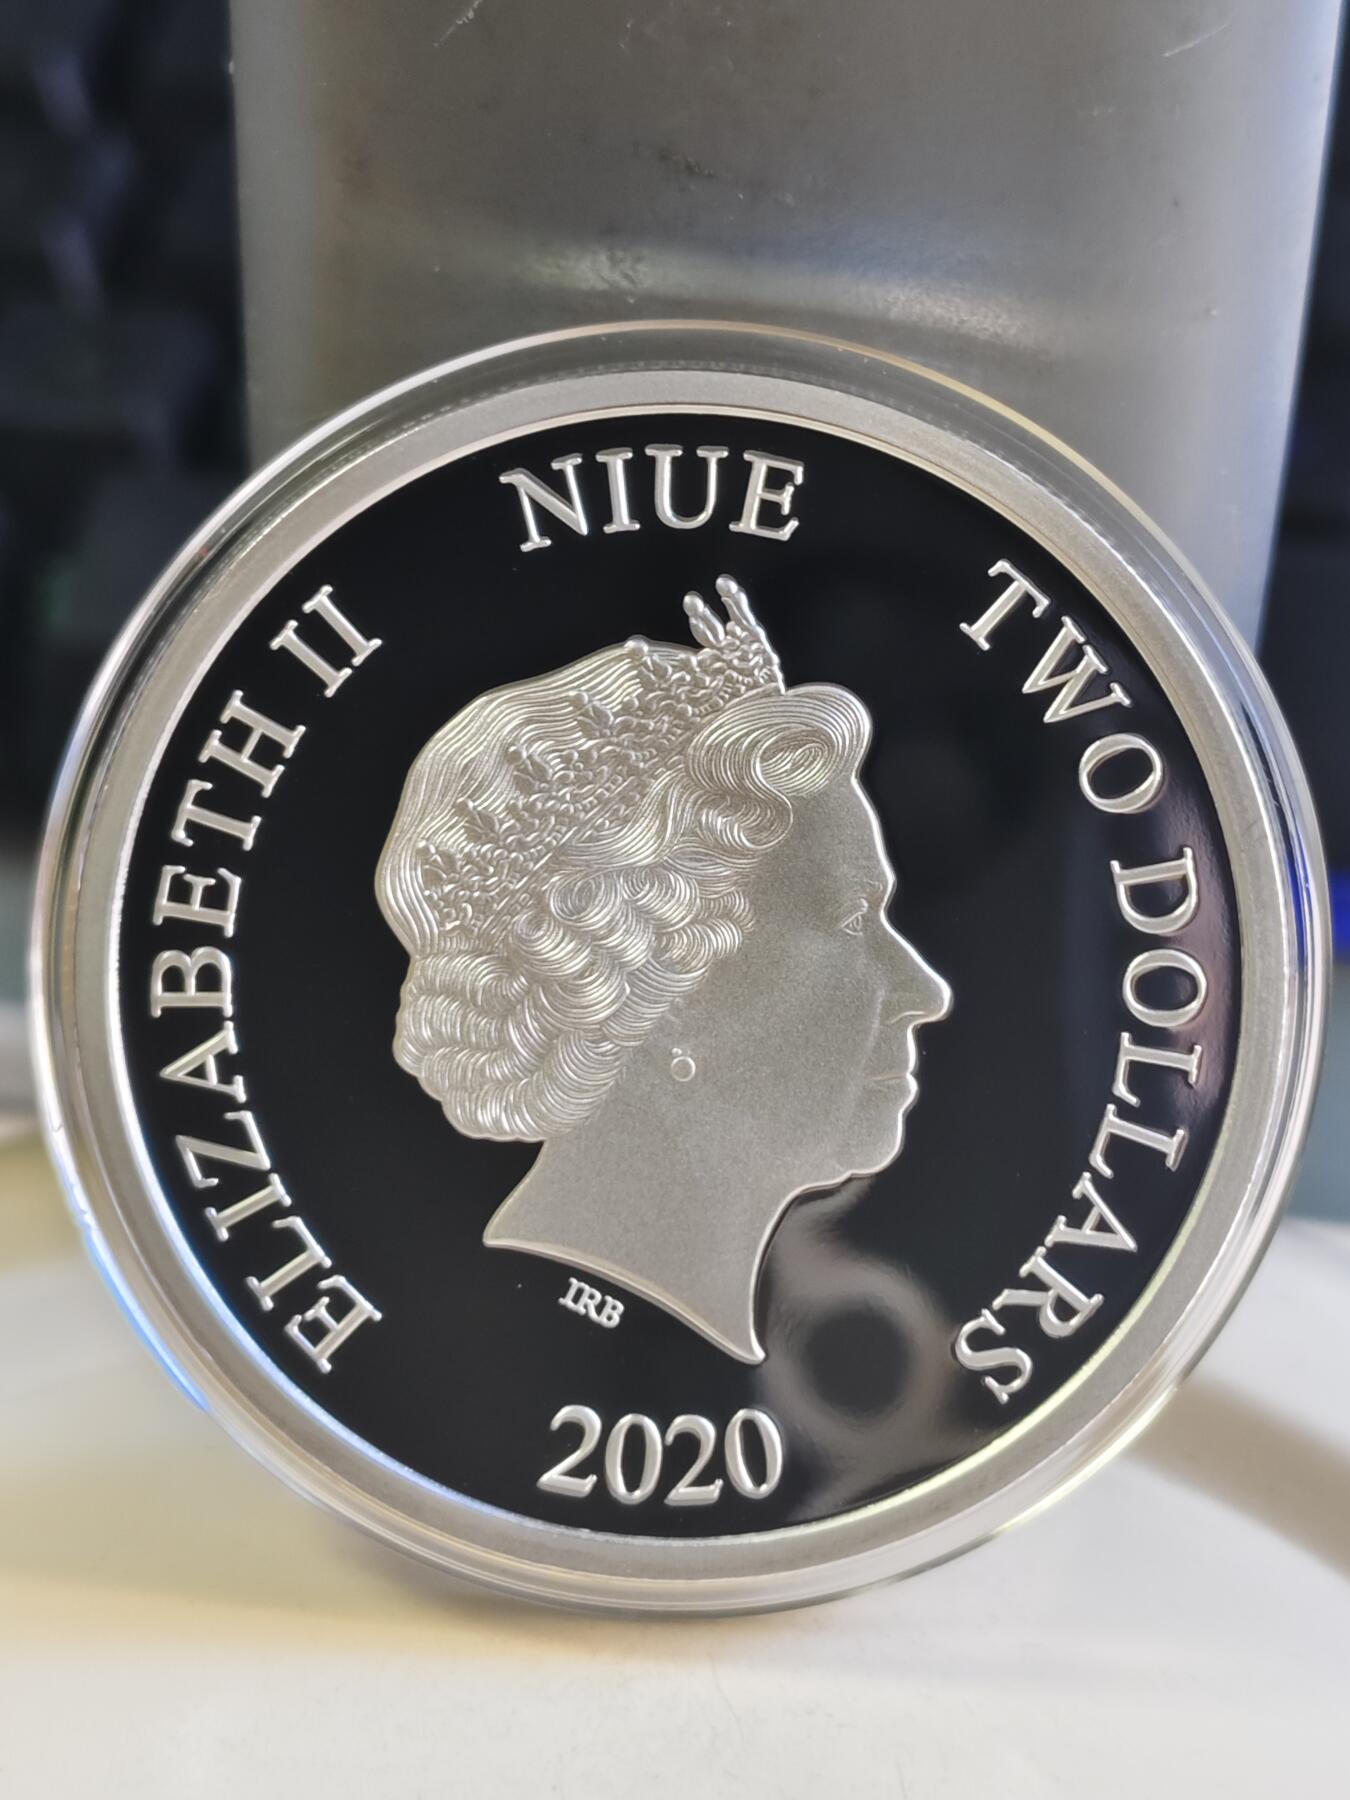 NIUE
ELIZABETH II
TWO DOLLARS
IRB
2020